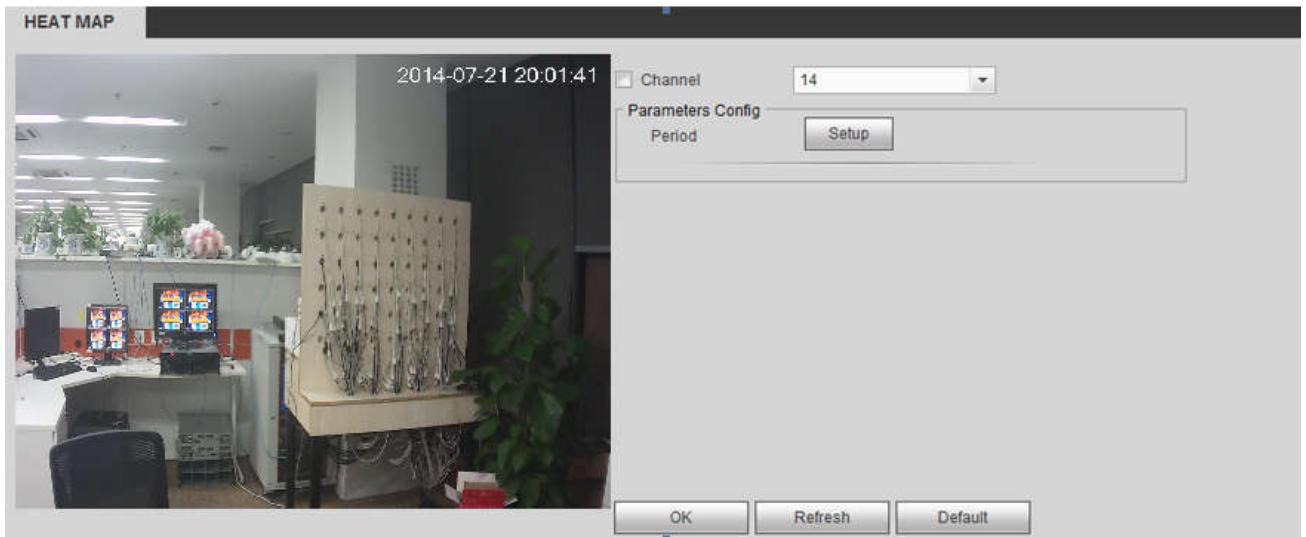 HEAT MAP
2014-07-21 20:01:41
Channel
14
Parameters Config
Period
Setup
OK
Refresh
Default